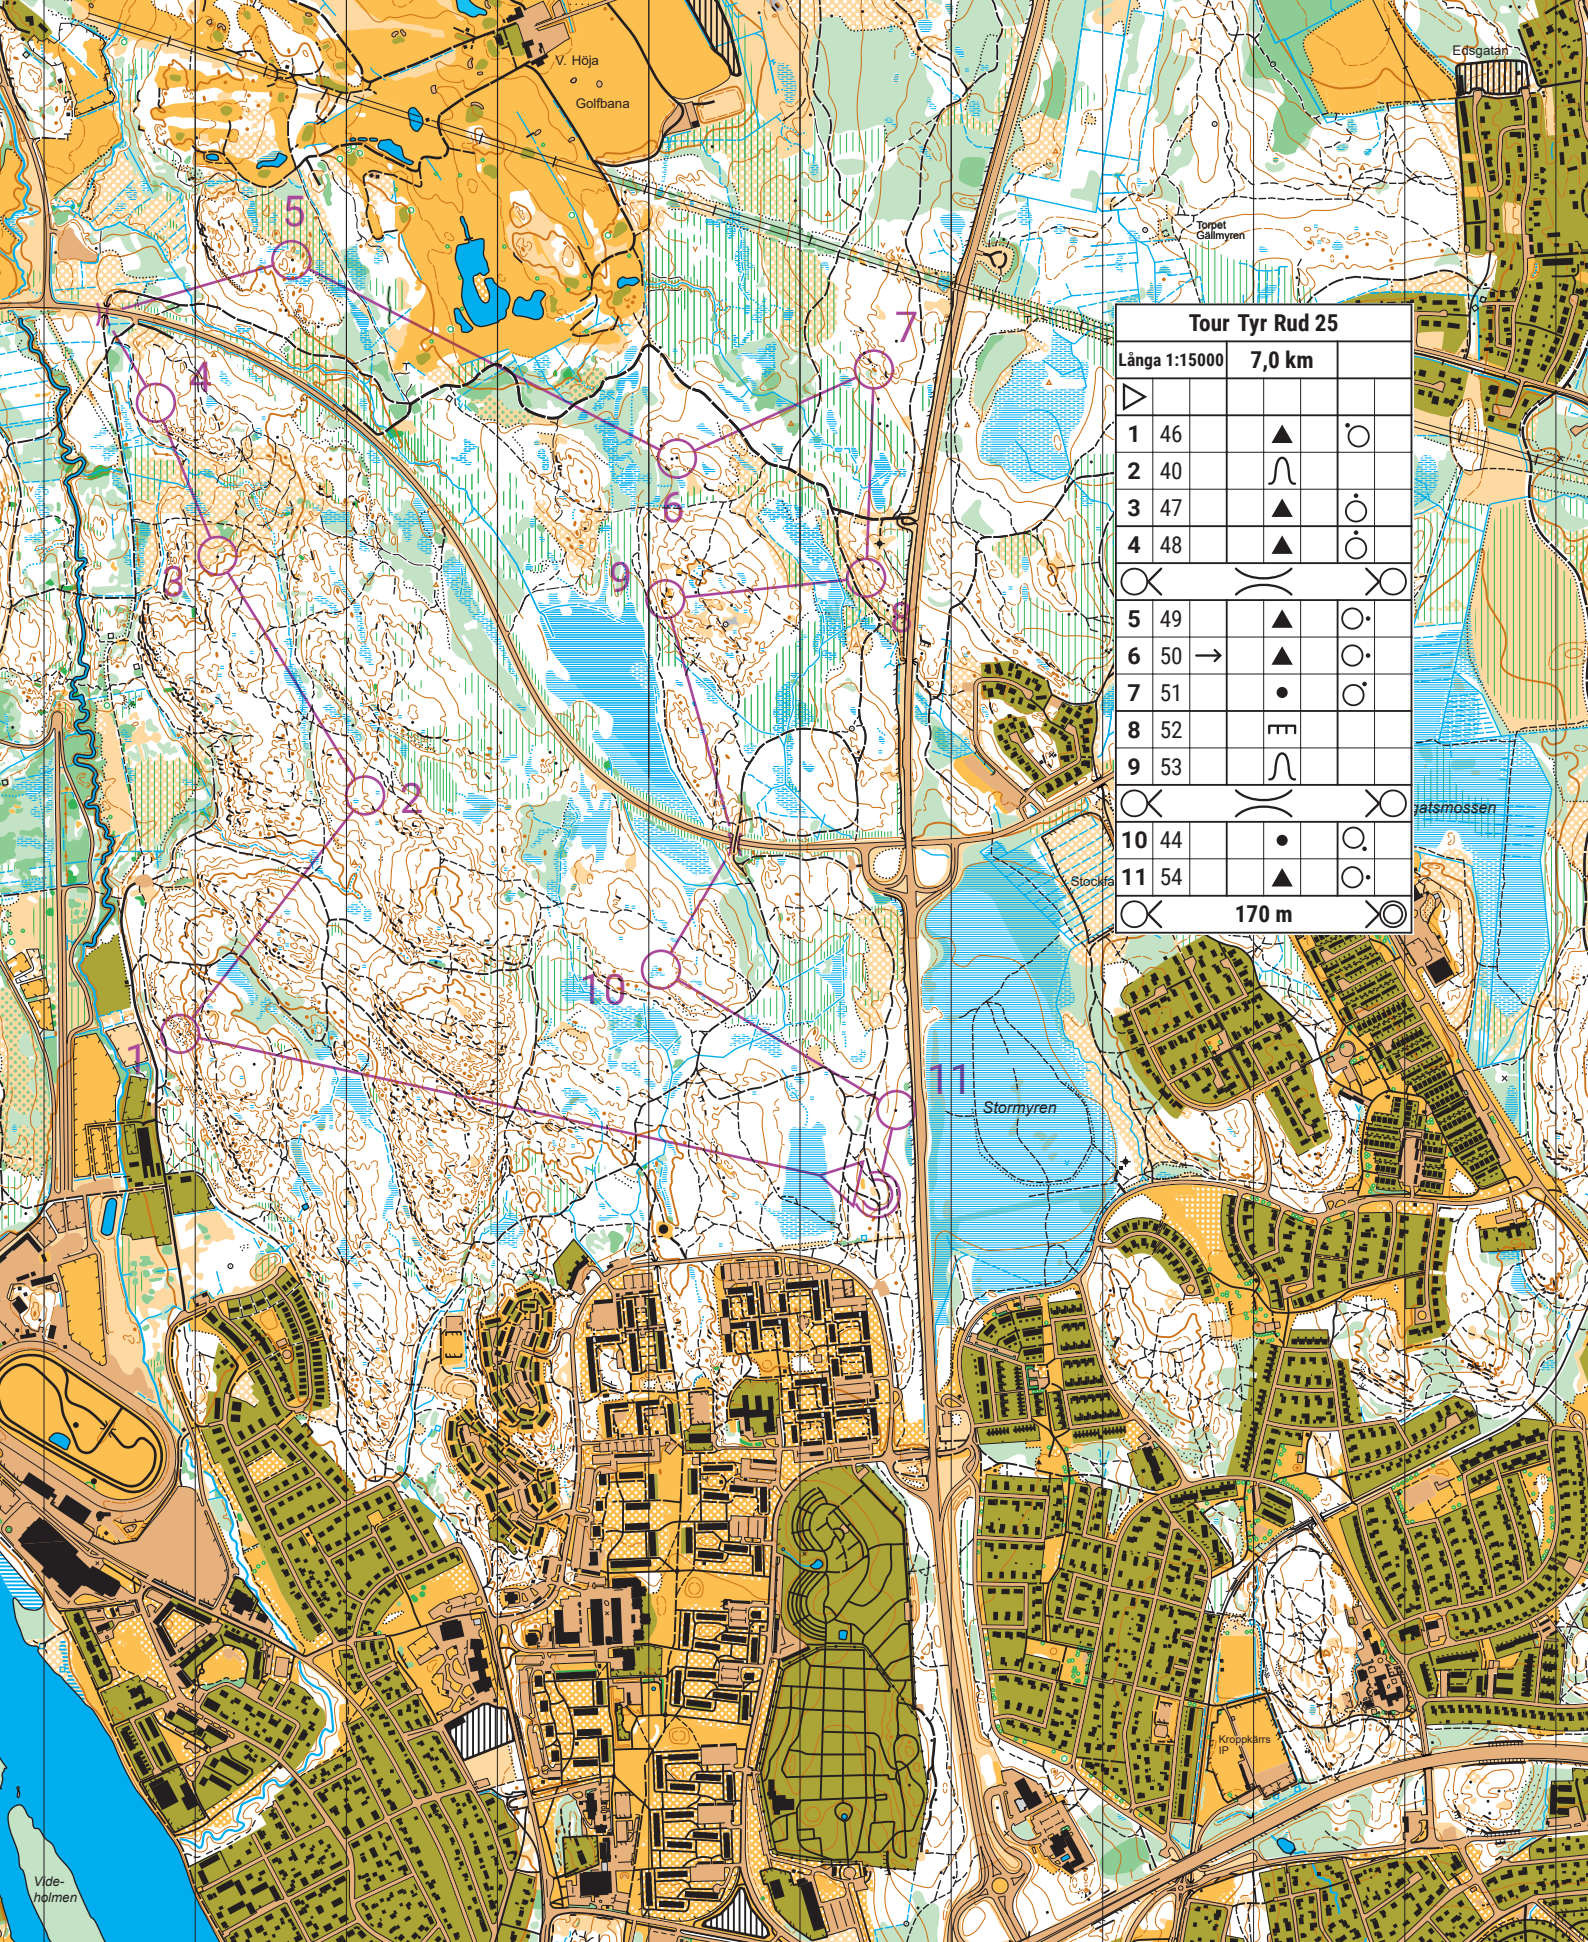 V. Höja
Golfbana
Edsgatan
Torpet
Gällmyren
5
7
4
6
3
9
8
2
10
1
11
Tour Tyr Rud 25
Långa 1:15000 7,0 km
1 46
2 40
3 47
4 48
5 49
6 50
7 51
8 52
9 53
10 44
11 54
170 m
gatsmossen
Stockfa
Stormyren
Kroppkärrs
IP
Vide-
holmen